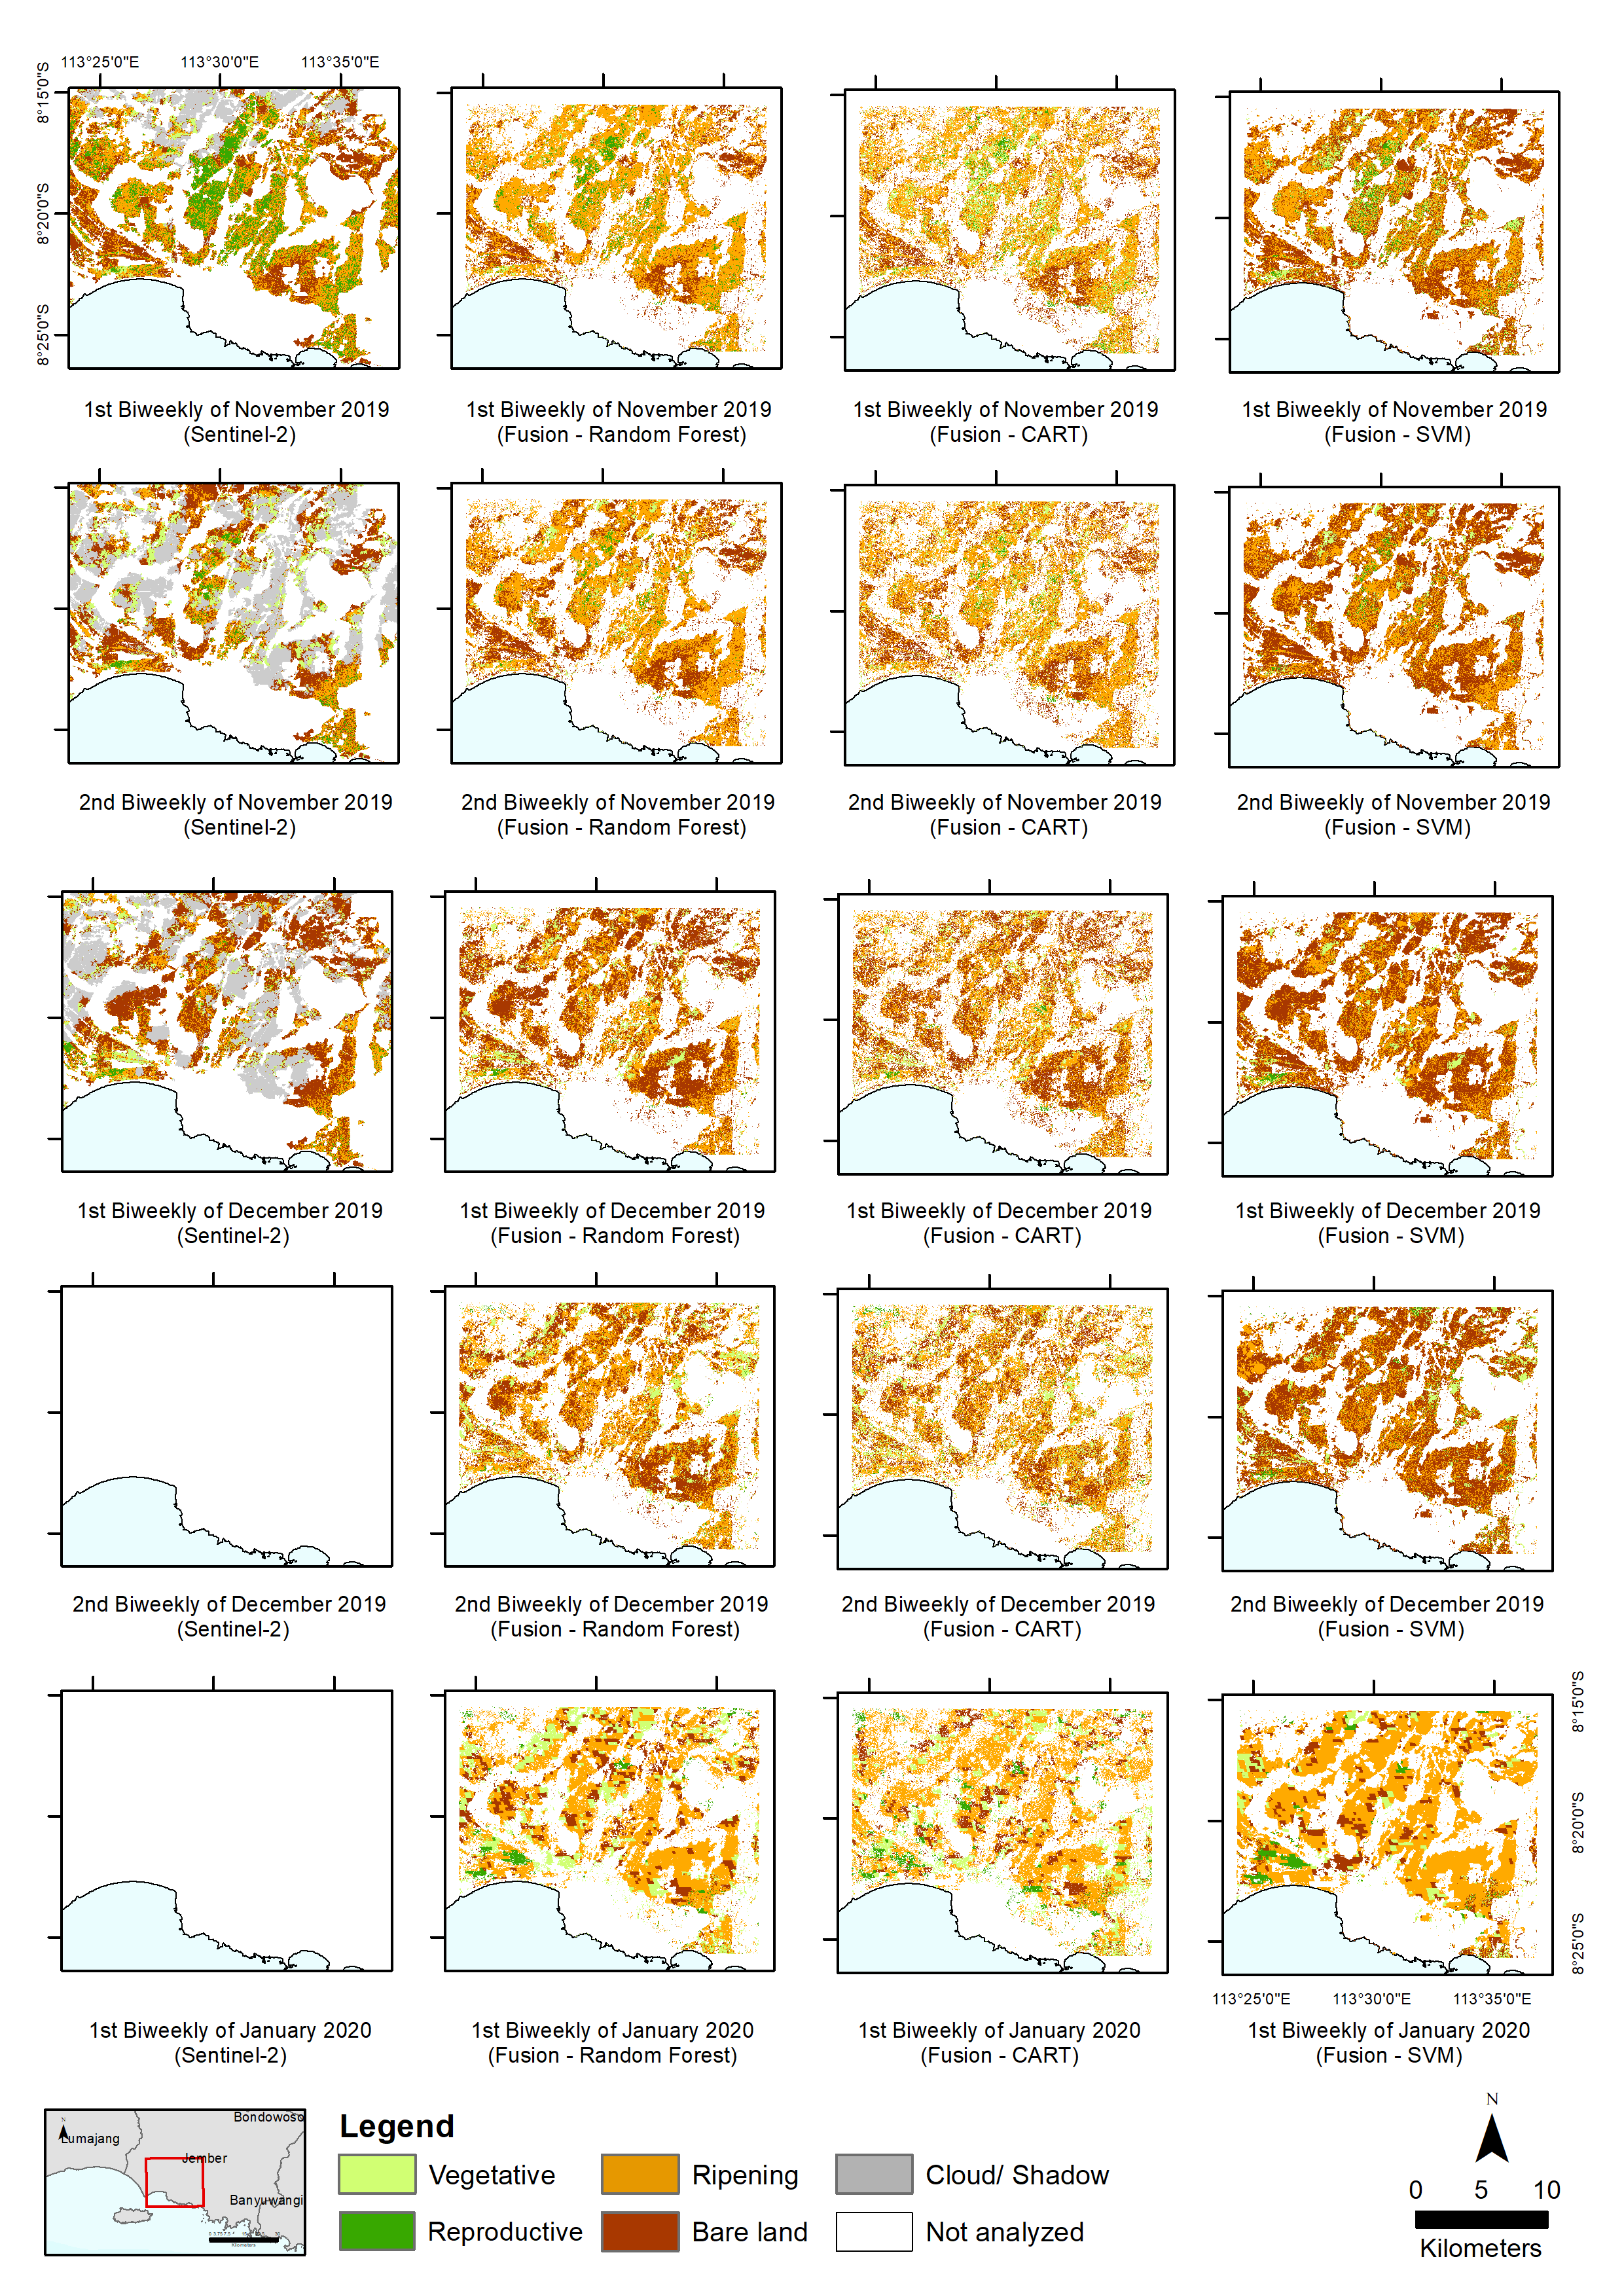 113°25'0"E 113°30'0"E 113°35'0"E
8°15'0"S
8°20'0"S
8°25'0"S
1st Biweekly of November 2019
(Sentinel-2)
1st Biweekly of November 2019
(Fusion - Random Forest)
1st Biweekly of November 2019
(Fusion - CART)
1st Biweekly of November 2019
(Fusion - SVM)
2nd Biweekly of November 2019
(Sentinel-2)
2nd Biweekly of November 2019
(Fusion - Random Forest)
2nd Biweekly of November 2019
(Fusion - CART)
2nd Biweekly of November 2019
(Fusion - SVM)
1st Biweekly of December 2019
(Sentinel-2)
1st Biweekly of December 2019
(Fusion - Random Forest)
1st Biweekly of December 2019
(Fusion - CART)
1st Biweekly of December 2019
(Fusion - SVM)
2nd Biweekly of December 2019
(Sentinel-2)
2nd Biweekly of December 2019
(Fusion - Random Forest)
2nd Biweekly of December 2019
(Fusion - CART)
2nd Biweekly of December 2019
(Fusion - SVM)
8°15'0"S
8°20'0"S
8°25'0"S
113°25'0"E 113°30'0"E 113°35'0"E
1st Biweekly of January 2020
(Sentinel-2)
1st Biweekly of January 2020
(Fusion - Random Forest)
1st Biweekly of January 2020
(Fusion - CART)
1st Biweekly of January 2020
(Fusion - SVM)
N
Bondowoso
Lumajang
Jember
Banyuwangi
Kilometers
Legend
Vegetative
Ripening
Cloud/ Shadow
Reproductive
Bare land
Not analyzed
N
0 5 10
Kilometers